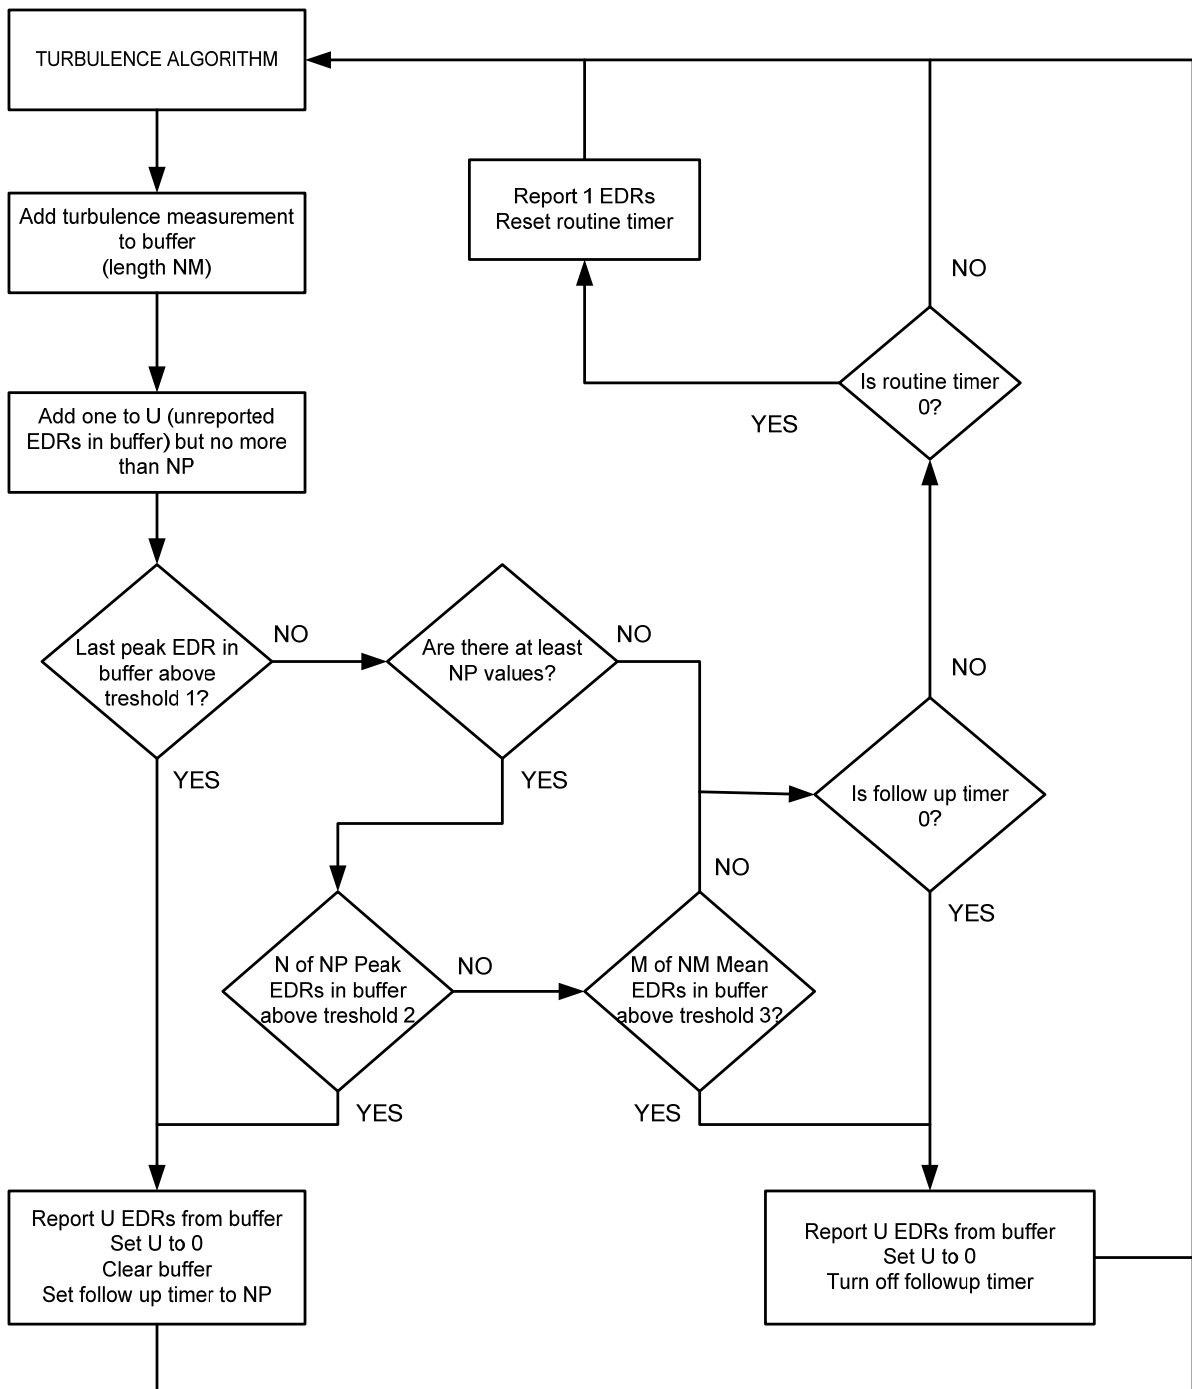 TURBULENCE ALGORITHM
Add turbulence measurement
to buffer
(length NM)
Add one to U (unreported
EDRs in buffer) but no more
than NP
Last peak EDR in
buffer above
treshold 1?
NO
YES
Are there at least
NP values?
NO
YES
N of NP Peak
EDRs in buffer
above treshold 2
NO
YES
M of NM Mean
EDRs in buffer
above treshold 3?
NO
YES
Is follow up timer
0?
NO
YES
Is routine timer
0?
NO
YES
Report 1 EDRs
Reset routine timer
Report U EDRs from buffer
Set U to 0
Clear buffer
Set follow up timer to NP
Report U EDRs from buffer
Set U to 0
Turn off followup timer